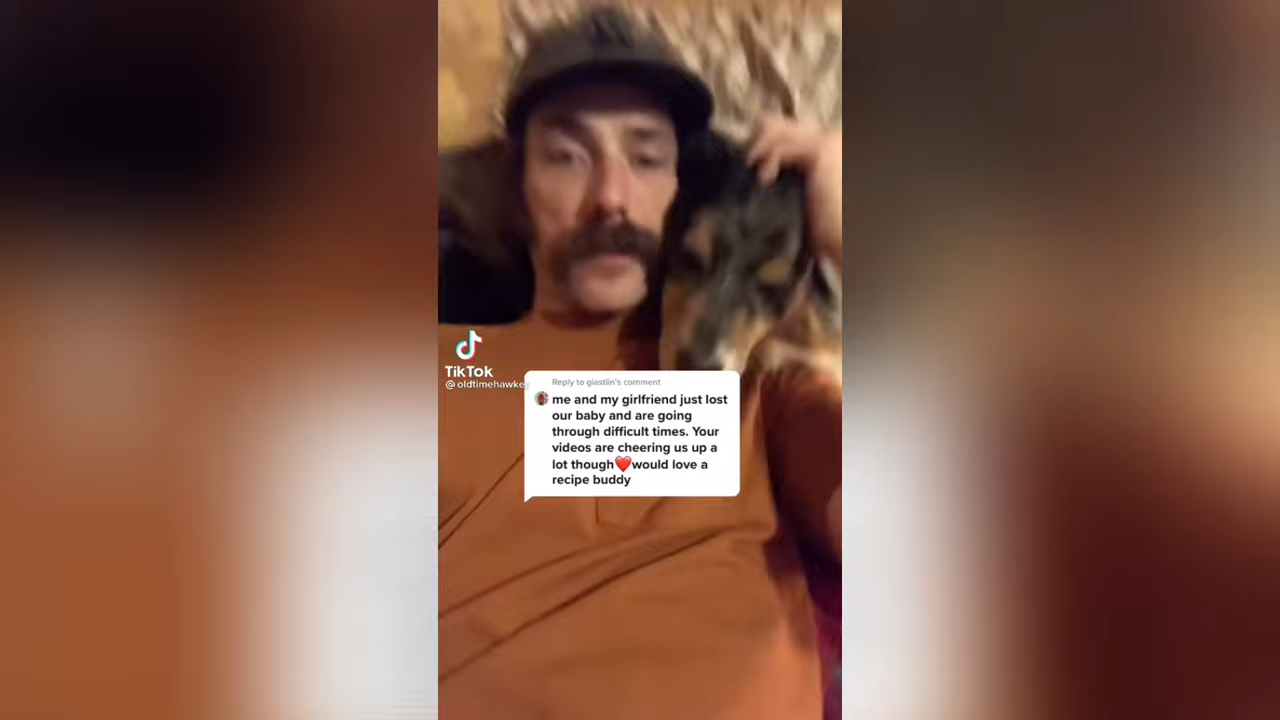 TikTok
@oldtimehawke
Reply to giastiin's comment
me and my girlfriend just lost
our baby and are going
through difficult times. Your
videos are cheering us up a
lot though❤️would love a
recipe buddy